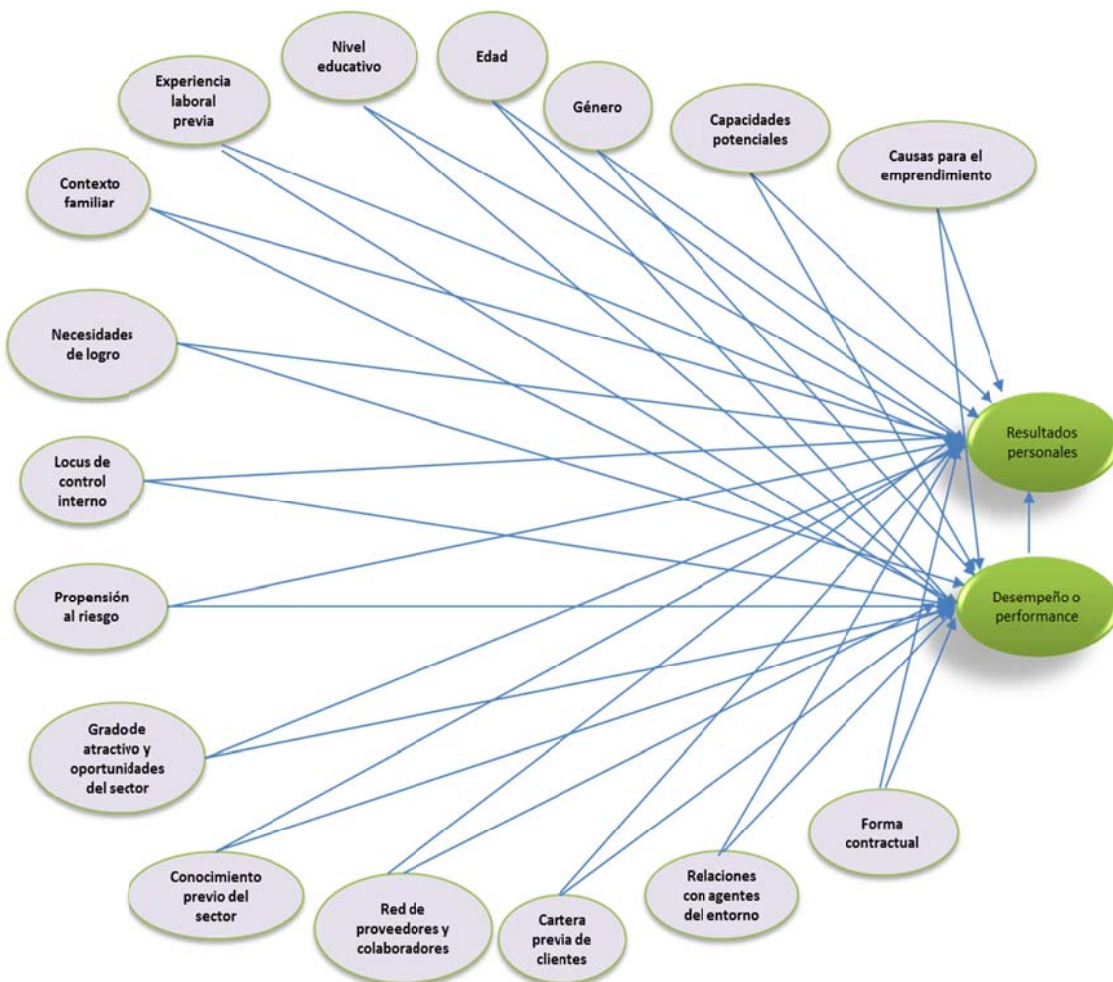 Nivel
educativo
Edad
Experiencia
laboral
previa
Género
Capacidades
potenciales
Causas para el
emprendimiento
Contexto
familiar
Necesidades
de logro
Resultados
personales
Locus de
control
interno
Propensión
al riesgo
Desempeño o
performance
Grado de
atractivo y
oportunidades
del sector
Forma
contractual
Conocimiento
previo del
sector
Red de
proveedores y
colaboradores
Cartera
previa de
clientes
Relaciones
con agentes
del entorno